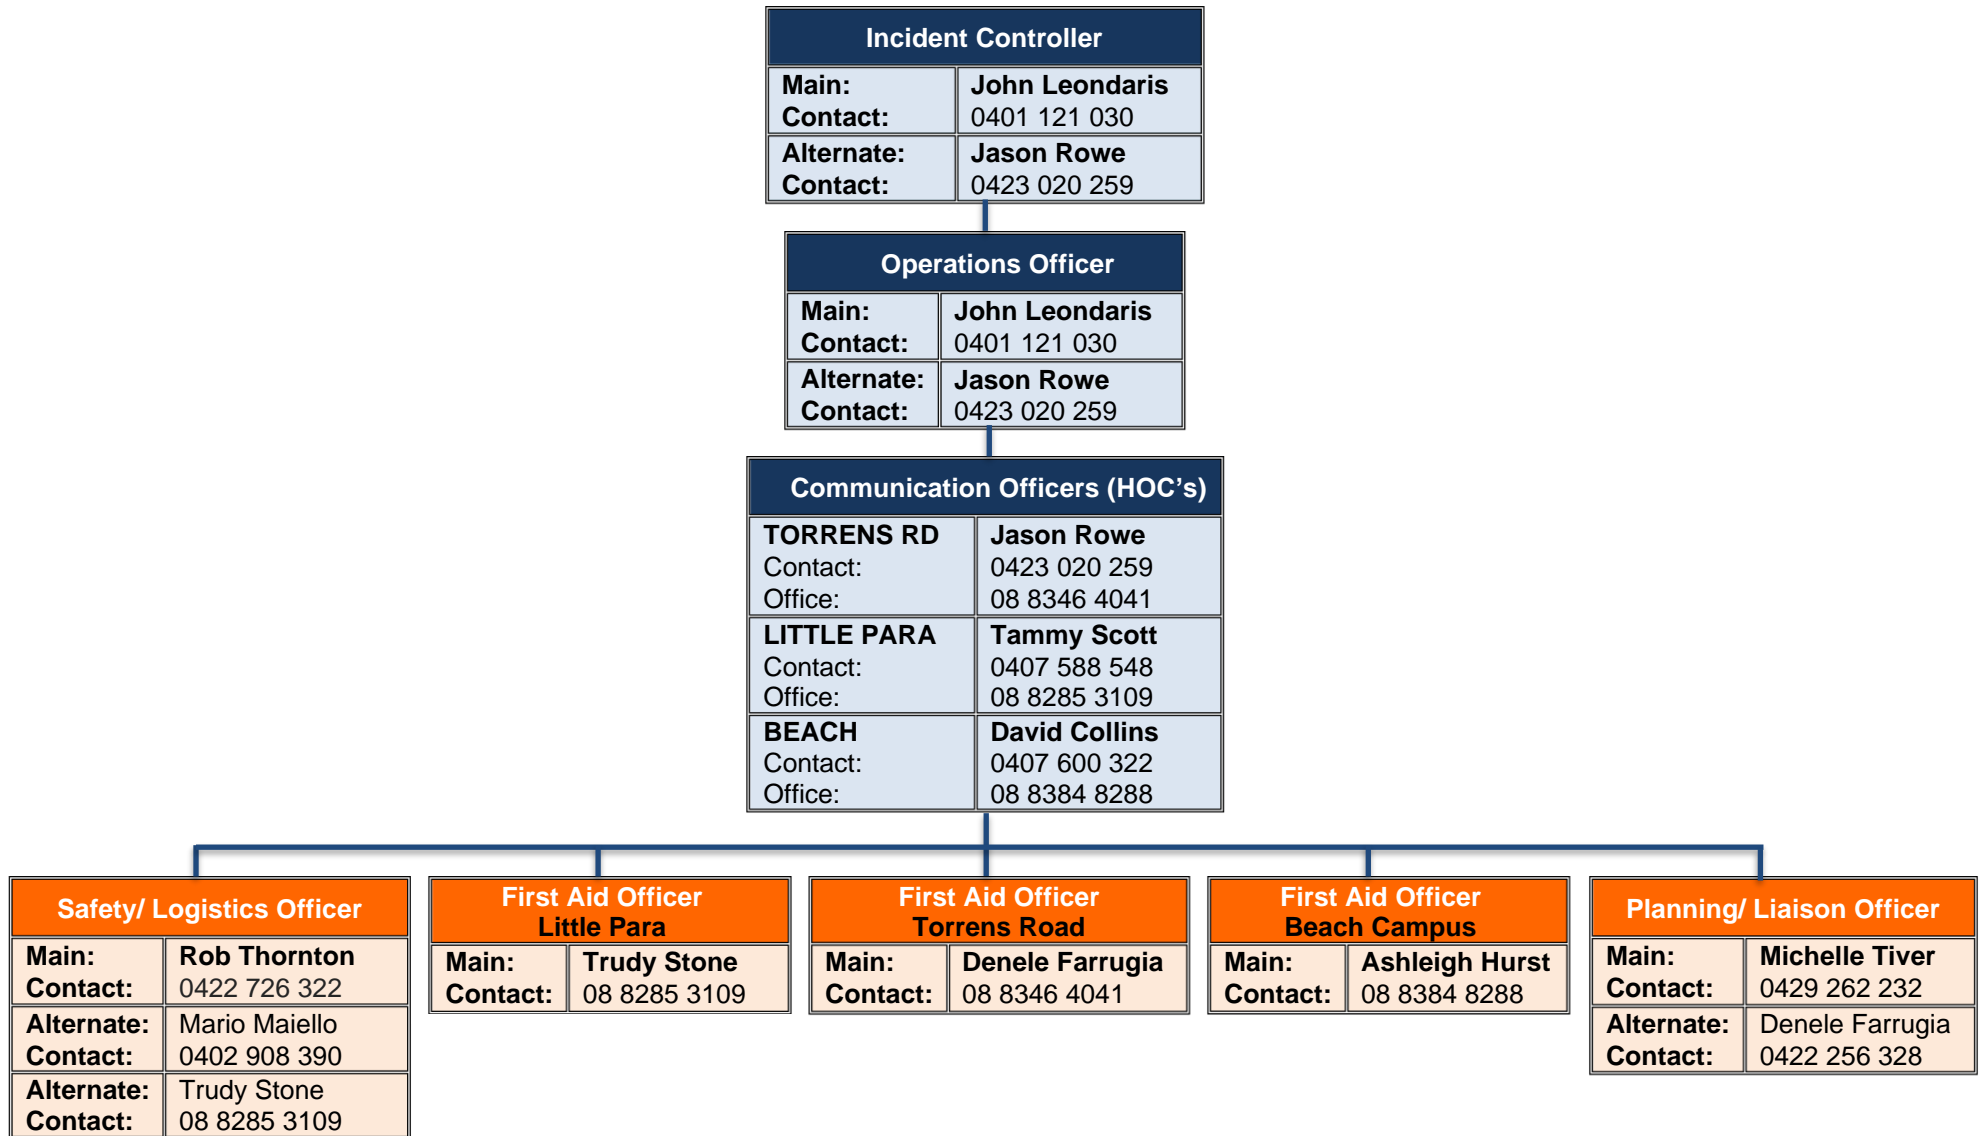 Incident Controller
Main: John Leondaris
Contact: 0401 121 030
Alternate: Jason Rowe
Contact: 0423 020 259
Operations Officer
Main: John Leondaris
Contact: 0401 121 030
Alternate: Jason Rowe
Contact: 0423 020 259
Communication Officers (HOC’s)
TORRENS RD Jason Rowe
Contact: 0423 020 259
Office: 08 8346 4041
LITTLE PARA Tammy Scott
Contact: 0407 588 548
Office: 08 8285 3109
BEACH David Collins
Contact: 0407 600 322
Office: 08 8384 8288
Safety/ Logistics Officer
Main: Rob Thornton
Contact: 0422 726 322
Alternate: Mario Maiello
Contact: 0402 908 390
Alternate: Trudy Stone
Contact: 08 8285 3109
First Aid Officer
Little Para
Main: Trudy Stone
Contact: 08 8285 3109
First Aid Officer
Torrens Road
Main: Denele Farrugia
Contact: 08 8346 4041
First Aid Officer
Beach Campus
Main: Ashleigh Hurst
Contact: 08 8384 8288
Planning/ Liaison Officer
Main: Michelle Tiver
Contact: 0429 262 232
Alternate: Denele Farrugia
Contact: 0422 256 328